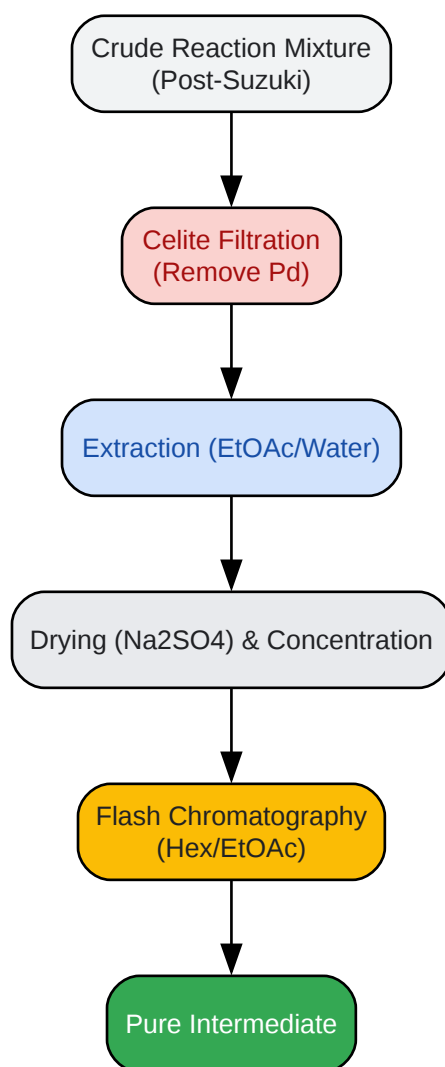 Crude Reaction Mixture
(Post-Suzuki)
Celite Filtration
(Remove Pd)
Extraction (EtOAc/Water)
Drying (Na2SO4) & Concentration
Flash Chromatography
(Hex/EtOAc)
Pure Intermediate